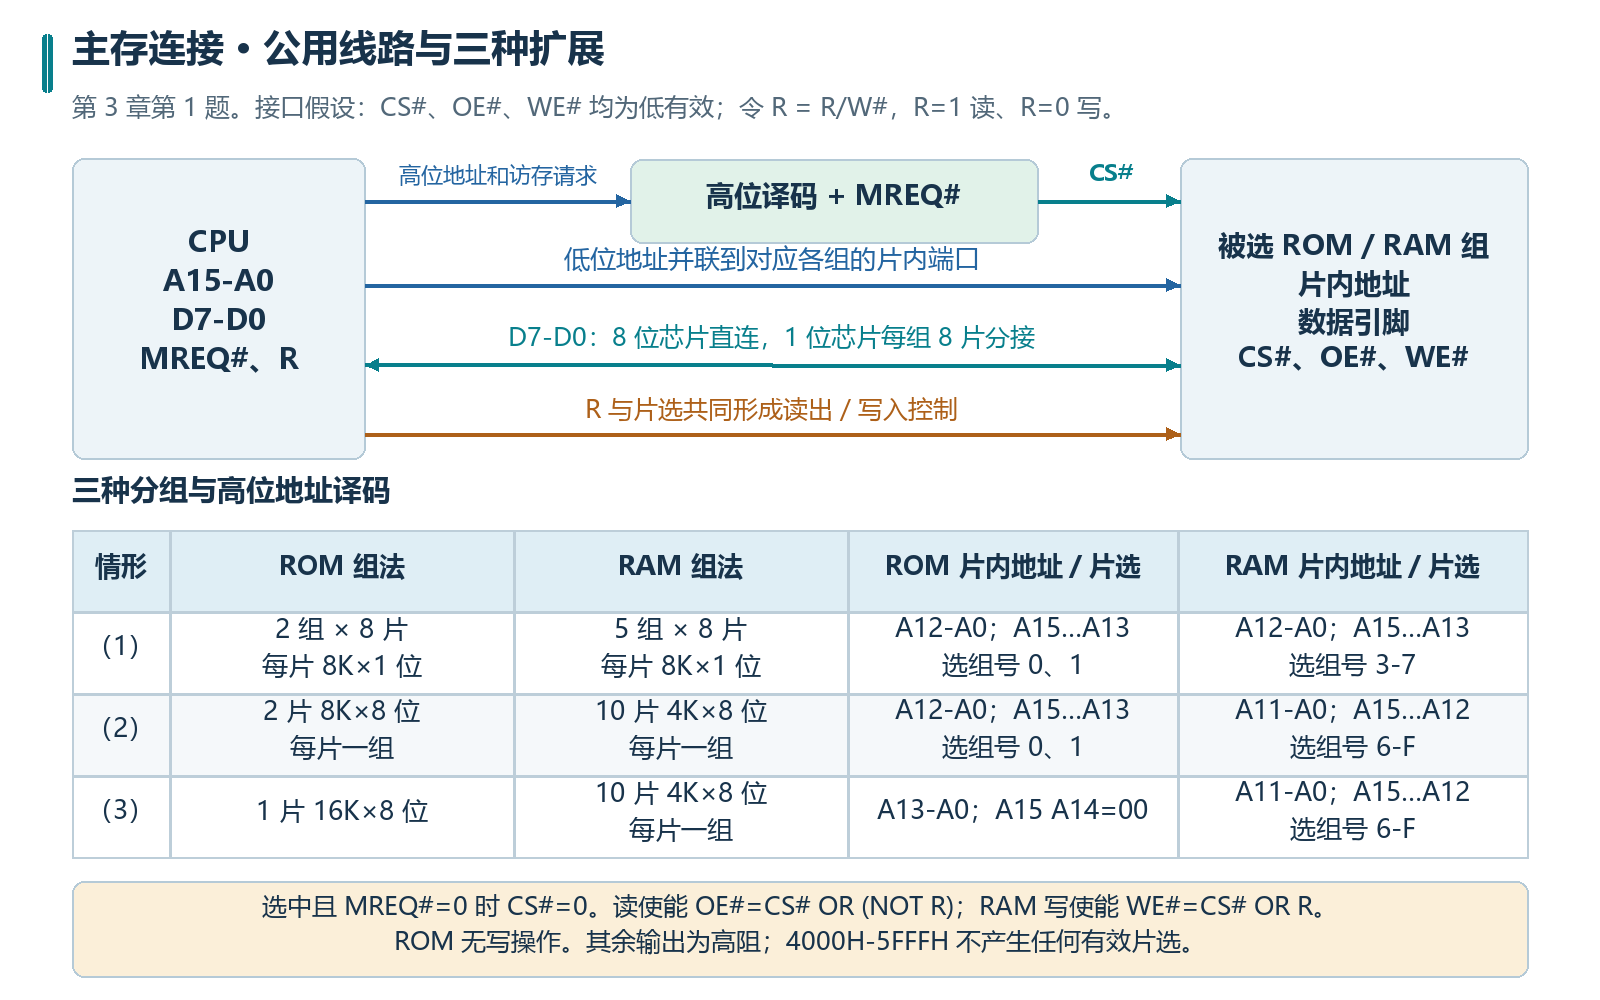 主存连接·公用线路与三种扩展
第 3 章第 1 题。接口假设：CS#、OE#、WE# 均为低有效；令 R = R/W#，R=1 读、R=0 写。
高位地址和访存请求
高位译码 + MREQ#
CS#
CPU
A15-A0
D7-D0
MREQ#、R
低位地址并联到对应各组的片内端口
D7-D0：8 位芯片直连，1 位芯片每组 8 片分接
R 与片选共同形成读出 / 写入控制
被选 ROM / RAM 组
片内地址
数据引脚
CS#、OE#、WE#
三种分组与高位地址译码
情形 ROM 组法 RAM 组法 ROM 片内地址 / 片选 RAM 片内地址 / 片选
（1） 2 组 × 8 片 5 组 × 8 片 A12-A0；A15…A13 A12-A0；A15…A13
每片 8K×1 位 每片 8K×1 位 选组号 0、1 选组号 3-7
（2） 2 片 8K×8 位 10 片 4K×8 位 A12-A0；A15…A13 A11-A0；A15…A12
每片一组 每片一组 选组号 0、1 选组号 6-F
（3） 1 片 16K×8 位 10 片 4K×8 位 A13-A0；A15 A14=00 A11-A0；A15…A12
每片一组 选组号 6-F
选中且 MREQ#=0 时 CS#=0。读使能 OE#=CS# OR (NOT R)；RAM 写使能 WE#=CS# OR R。
ROM 无写操作。其余输出为高阻；4000H-5FFFH 不产生任何有效片选。